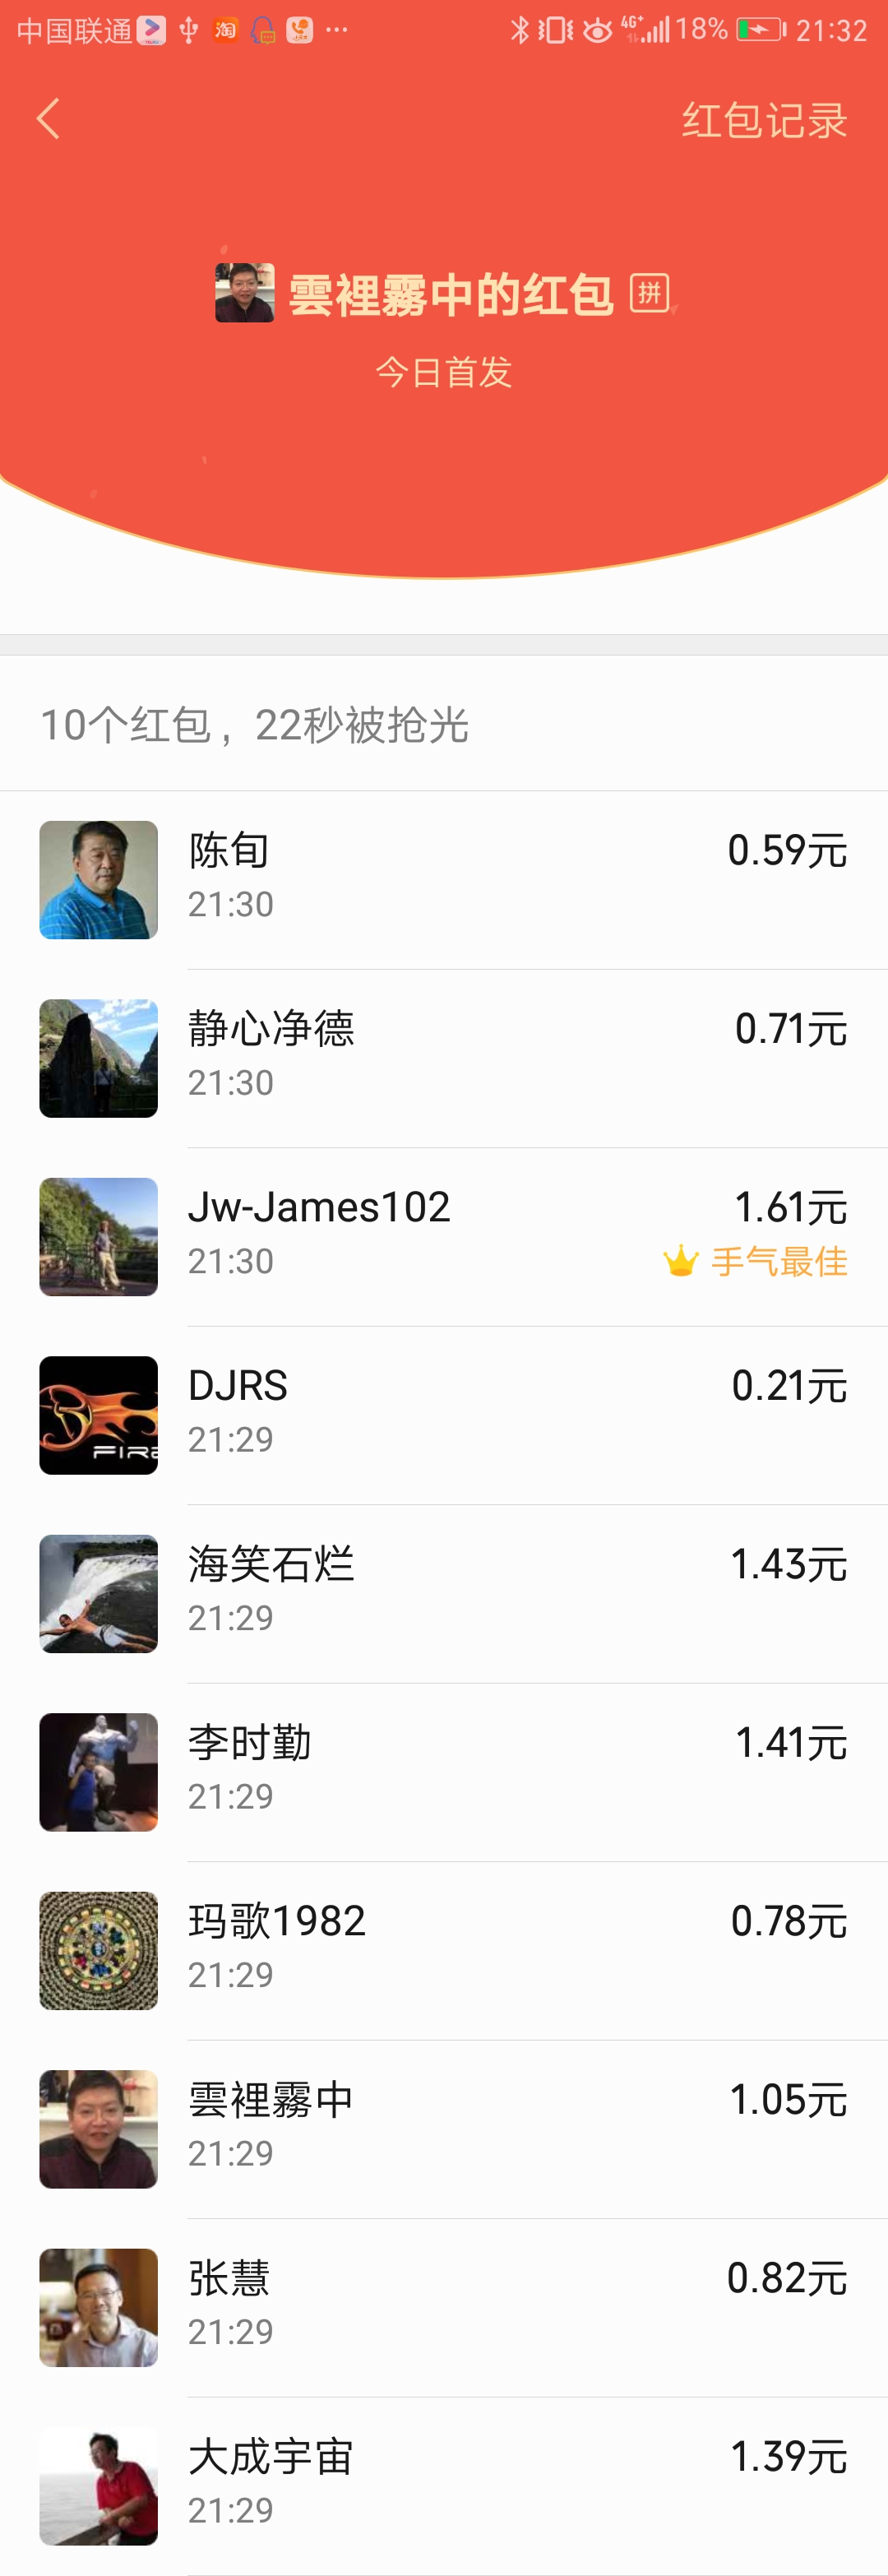 中国联通 淘 4G+ 18% 21:32
红包记录
雲裡霧中的红包 拼
今日首发
10个红包，22秒被抢光
陈旬 0.59元
21:30
静心净德 0.71元
21:30
Jw-James102 1.61元
21:30 手气最佳
DJRS 0.21元
21:29
FIRE
海笑石烂 1.43元
21:29
李时勤 1.41元
21:29
玛歌1982 0.78元
21:29
雲裡霧中 1.05元
21:29
张慧 0.82元
21:29
大成宇宙 1.39元
21:29